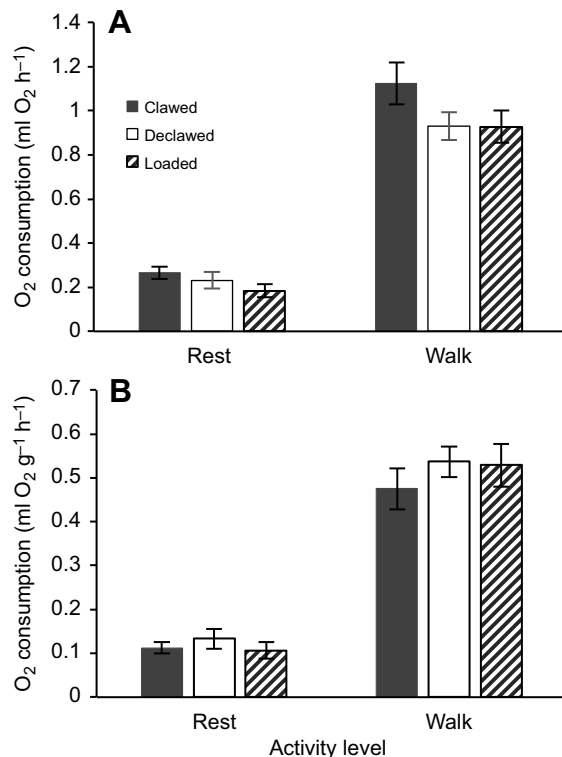 A
O₂ consumption (ml O₂ h⁻¹)
1.4
1.2
1
0.8
0.6
0.4
0.2
0
Clawed
Declawed
Loaded
Rest Walk
B
O₂ consumption (ml O₂ g⁻¹ h⁻¹)
0.7
0.6
0.5
0.4
0.3
0.2
0.1
0
Rest Walk
Activity level